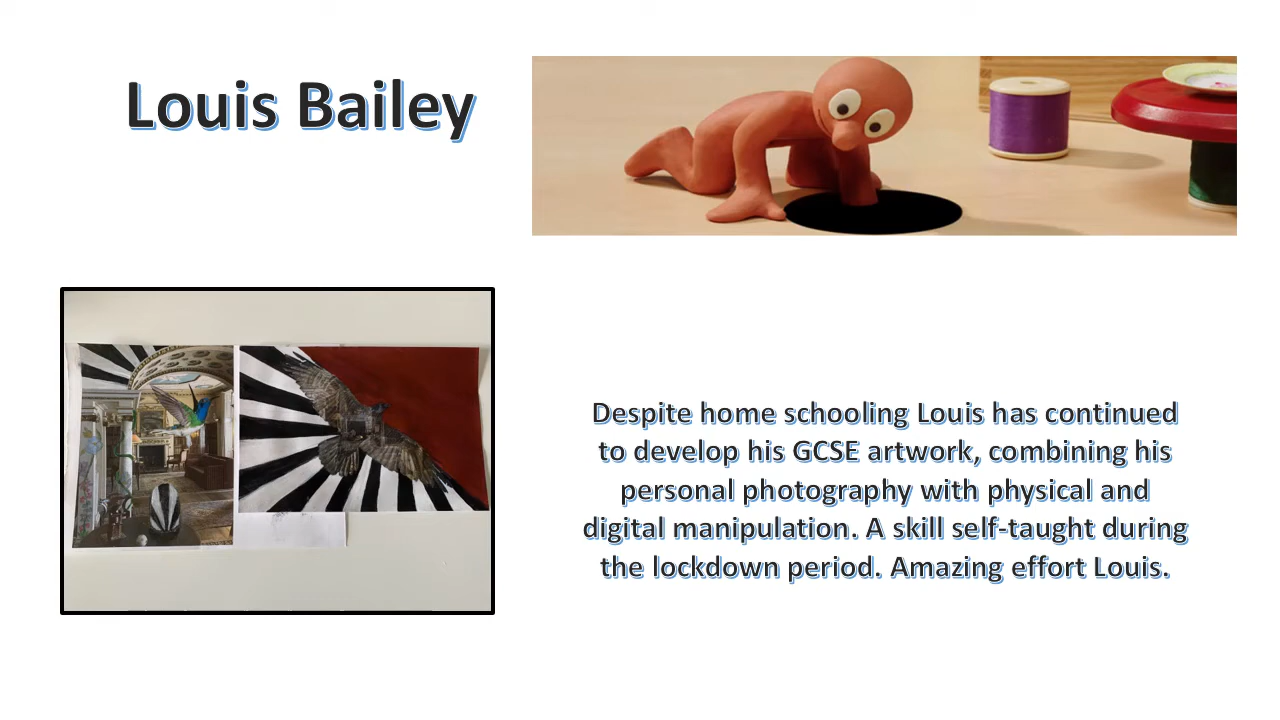 Louis Bailey
Despite home schooling Louis has continued
to develop his GCSE artwork, combining his
personal photography with physical and
digital manipulation. A skill self-taught during
the lockdown period. Amazing effort Louis.